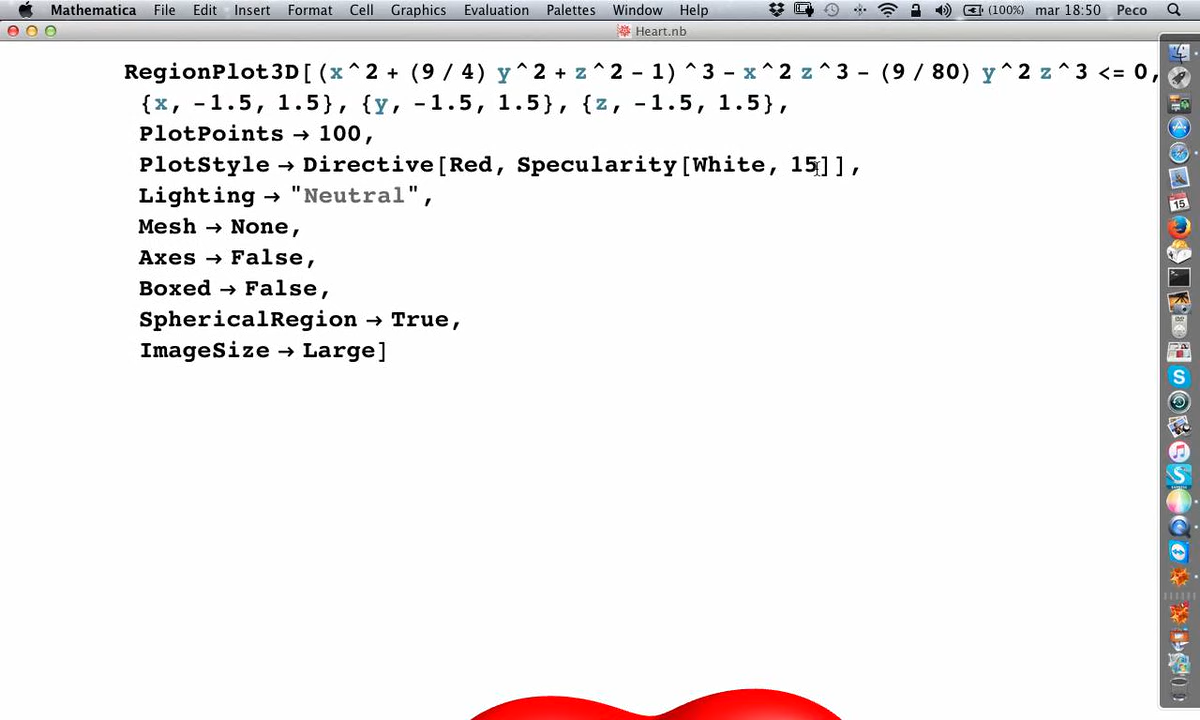 Mathematica File Edit Insert Format Cell Graphics Evaluation Palettes Window Help (100%) mar 18:50 Peco
Heart.nb
RegionPlot3D[(x^2 + (9 / 4) y^2 + z^2 - 1) ^3 - x^2 z^3 - (9 / 80) y^2 z^3 <= 0,
{x, -1.5, 1.5}, {y, -1.5, 1.5}, {z, -1.5, 1.5},
PlotPoints → 100,
PlotStyle → Directive[Red, Specularity[White, 15]],
Lighting → "Neutral",
Mesh → None,
Axes → False,
Boxed → False,
SphericalRegion → True,
ImageSize → Large]
15